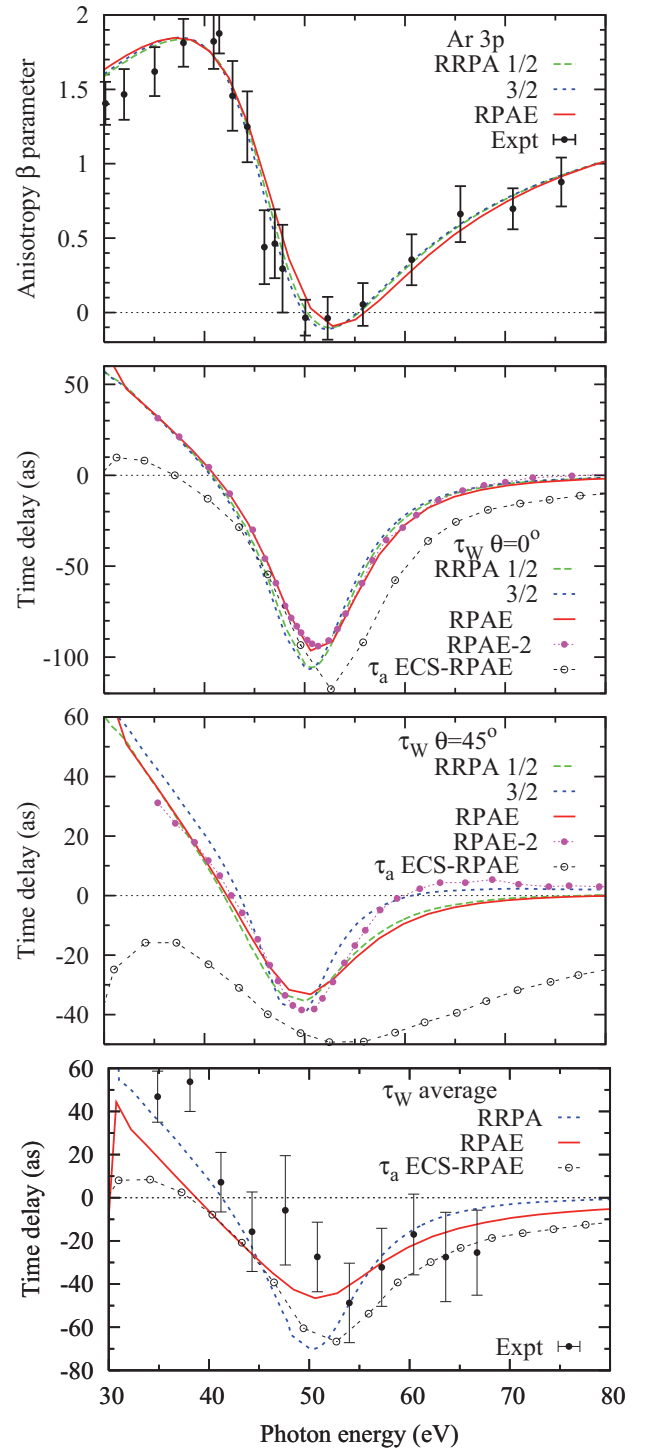 2
1.5
1
0.5
0
Anisotropy β parameter
Ar 3p
RRPA 1/2
3/2
RPAE
Expt
50
0
-50
-100
Time delay (as)
τW θ=0o
RRPA 1/2
3/2
RPAE
RPAE-2
τa ECS-RPAE
60
40
20
0
-20
-40
Time delay (as)
τW θ=45o
RRPA 1/2
3/2
RPAE
RPAE-2
τa ECS-RPAE
60
40
20
0
-20
-40
-60
-80
Time delay (as)
τW average
RRPA
RPAE
τa ECS-RPAE
Expt
30 40 50 60 70 80
Photon energy (eV)